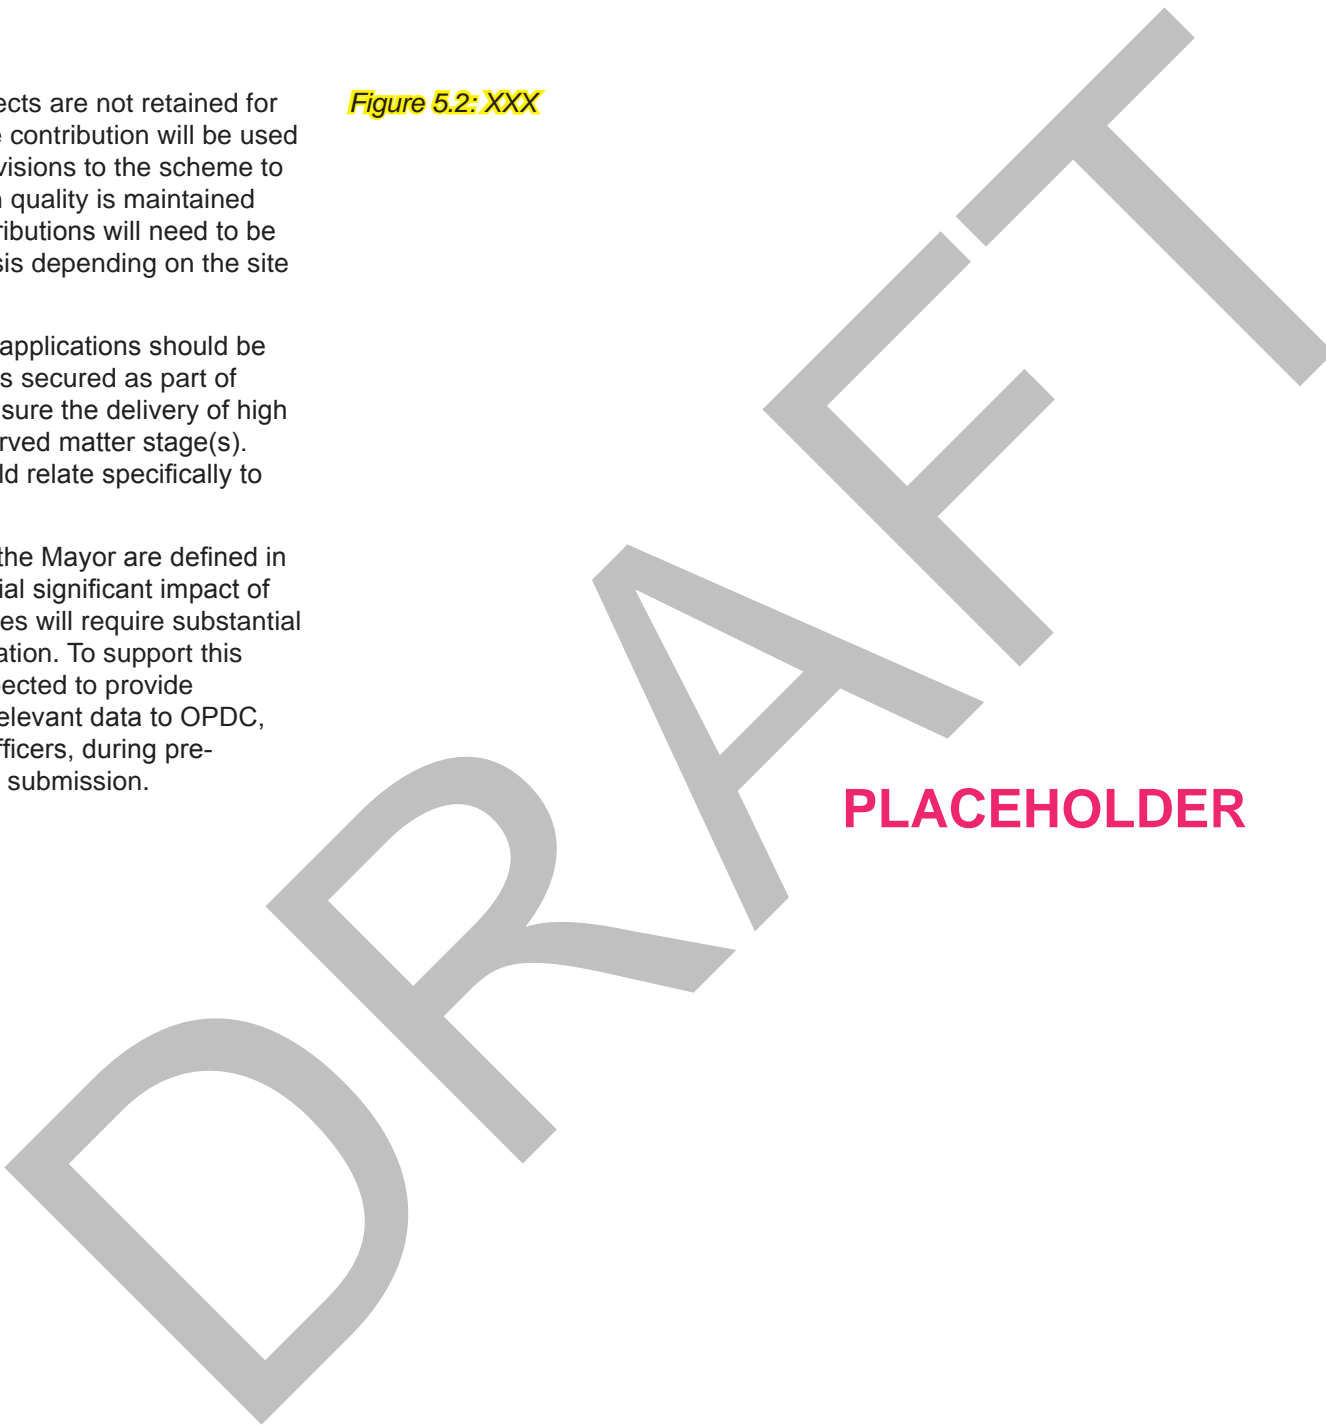 ects are not retained for
e contribution will be used
visions to the scheme to
n quality is maintained
ributions will need to be
sis depending on the site
applications should be
s secured as part of
sure the delivery of high
rved matter stage(s).
ld relate specifically to
the Mayor are defined in
ial significant impact of
es will require substantial
ation. To support this
pected to provide
elevant data to OPDC,
fficers, during pre-
submission.
Figure 5.2: XXX
PLACEHOLDER
DRAFT